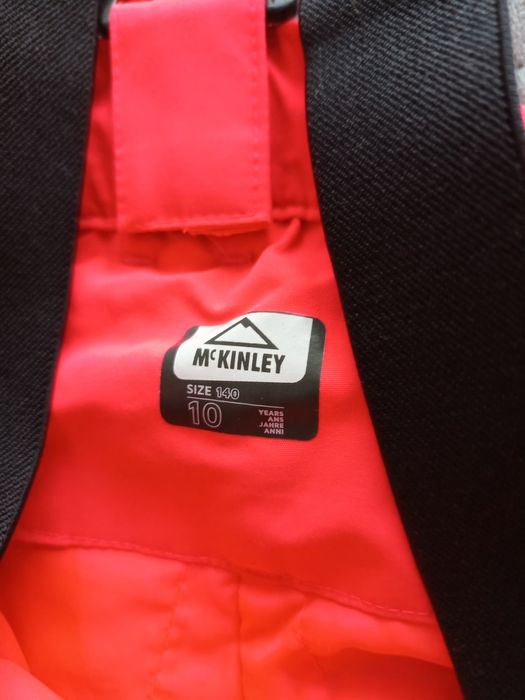 McKINLEY
SIZE 140
10
YEARS
ANS
JAHRE
ANNI